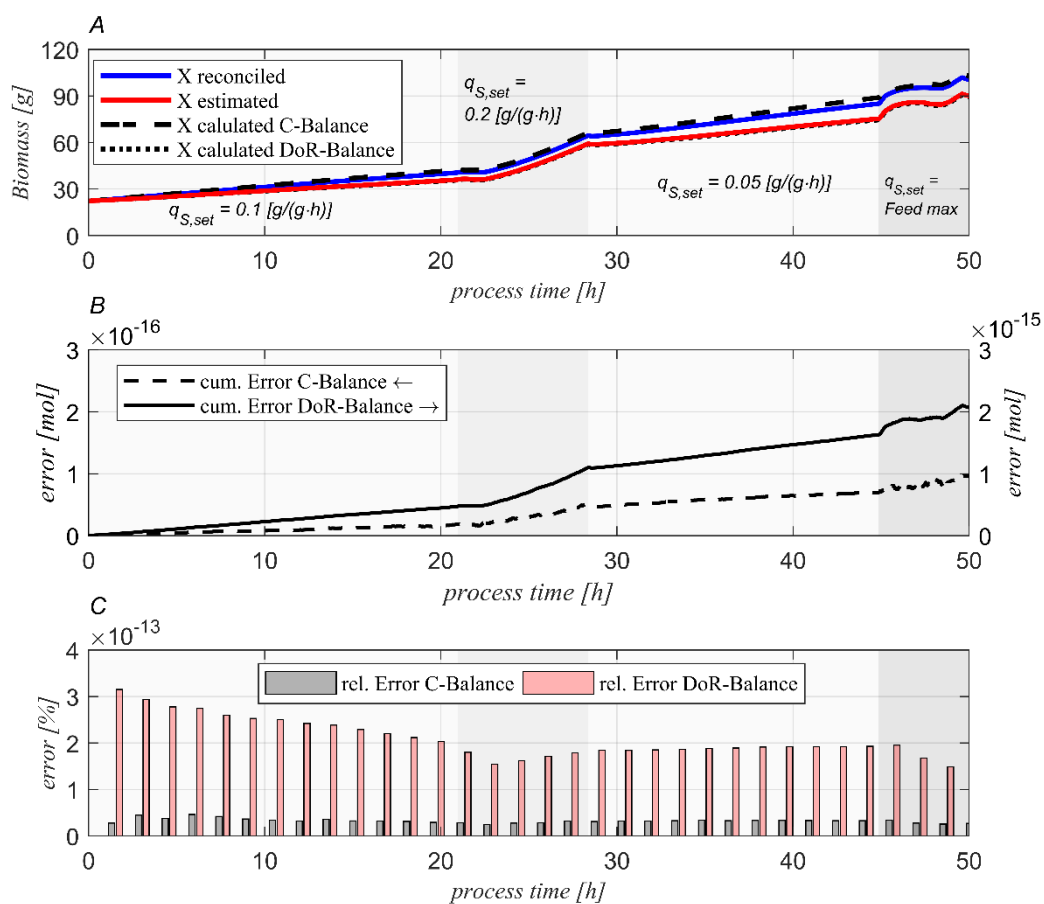 A
120
90
60
30
0
Biomass [g]
X reconciled
X estimated
X calulated C-Balance
X calulated DoR-Balance
q_{S,set} =
0.2 [g/(g·h)]
q_{S,set} = 0.1 [g/(g·h)]
q_{S,set} = 0.05 [g/(g·h)]
q_{S,set} =
Feed max
0 10 20 30 40 50
process time [h]
B
×10^{-16}
×10^{-15}
3
2
1
0
error [mol]
cum. Error C-Balance ←
cum. Error DoR-Balance →
3
2
1
0
error [mol]
0 10 20 30 40 50
process time [h]
C
×10^{-13}
4
3
2
1
0
error [%]
rel. Error C-Balance rel. Error DoR-Balance
0 10 20 30 40 50
process time [h]